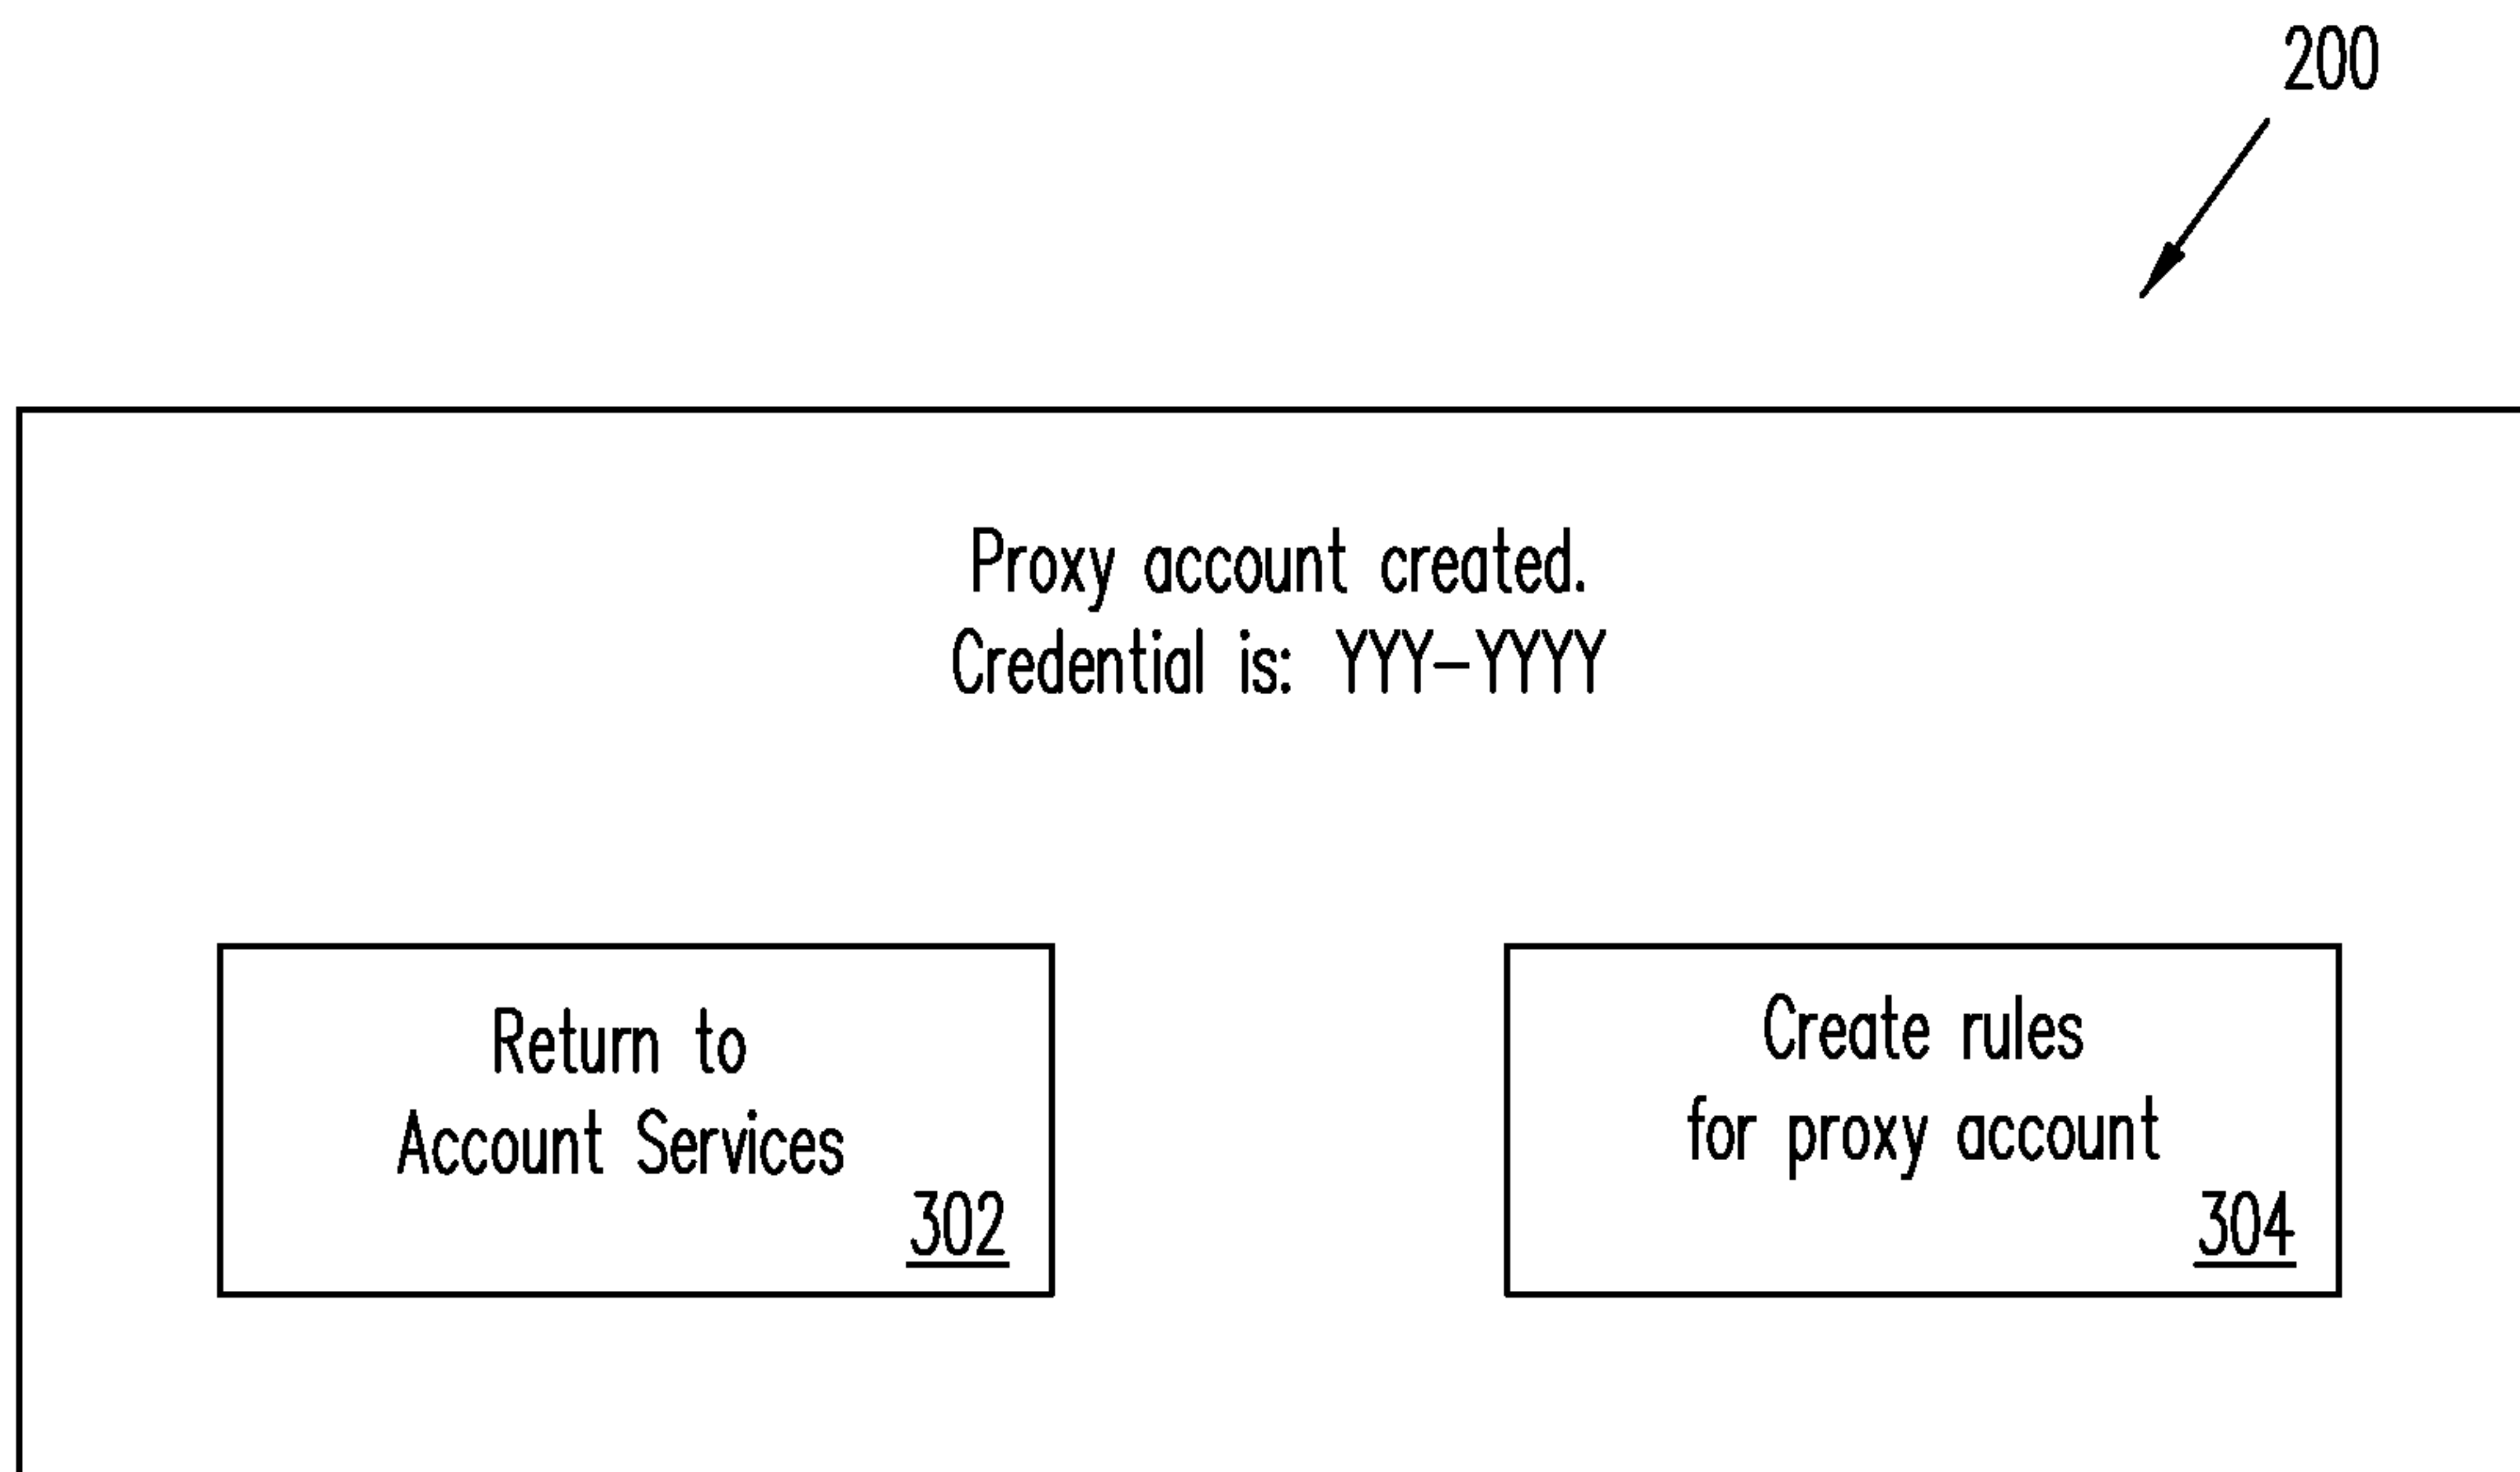 200
Proxy account created.
Credential is: YYY-YYYY
Return to
Account Services
302
Create rules
for proxy account
304